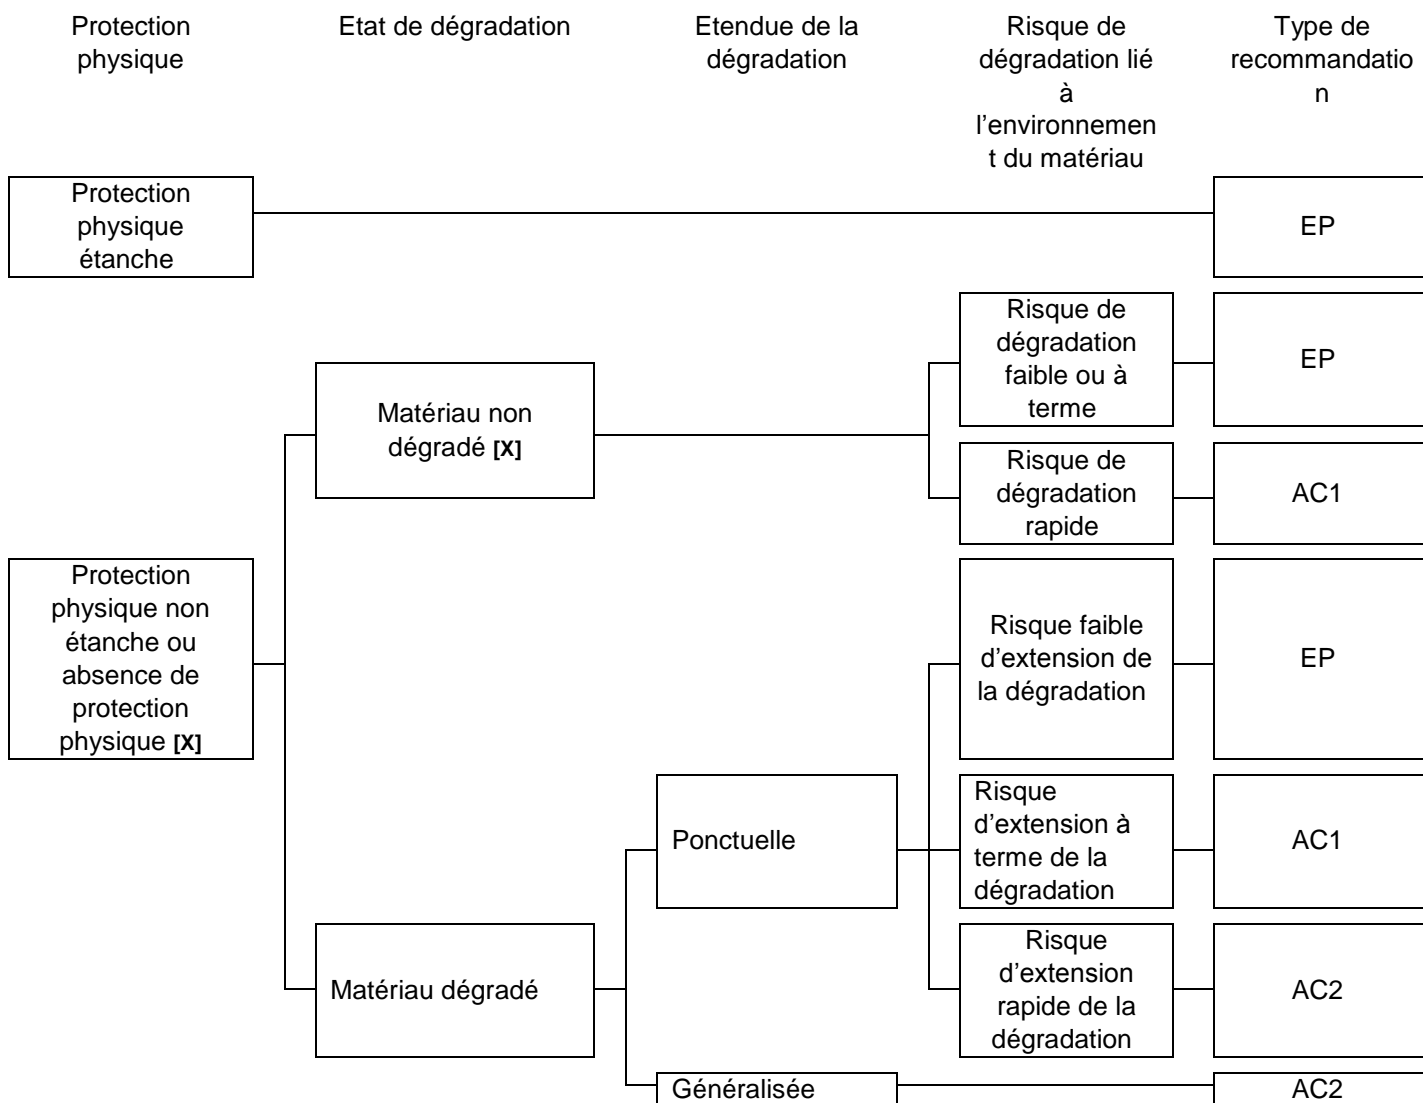 Protection
physique
Etat de dégradation
Etendue de la
dégradation
Risque de
dégradation lié
à
l’environnemen
t du matériau
Type de
recommandatio
n
Protection
physique
étanche
EP
Risque de
dégradation
faible ou à
terme
EP
Matériau non
dégradé [X]
Risque de
dégradation
rapide
AC1
Protection
physique non
étanche ou
absence de
protection
physique [X]
Risque faible
d’extension de
la dégradation
EP
Ponctuelle
Risque
d’extension à
terme de la
dégradation
AC1
Matériau dégradé
Risque
d’extension
rapide de la
dégradation
AC2
Généralisée
AC2